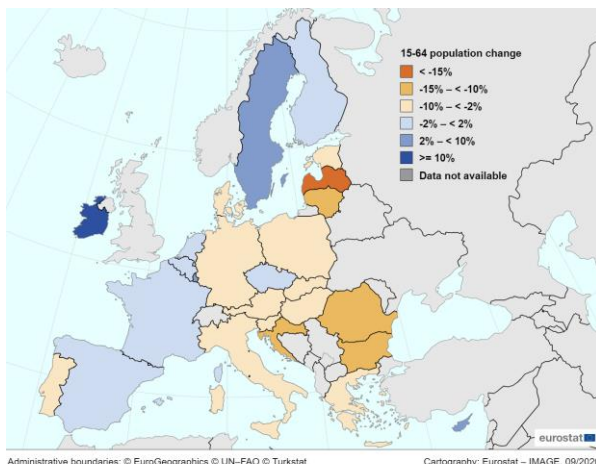 15-64 population change
< -15%
-15% – < -10%
-10% – < -2%
-2% – < 2%
2% – < 10%
>= 10%
Data not available
eurostat
Administrative boundaries: © EuroGeographics © UN–FAO © Turkstat
Cartography: Eurostat – IMAGE, 09/202